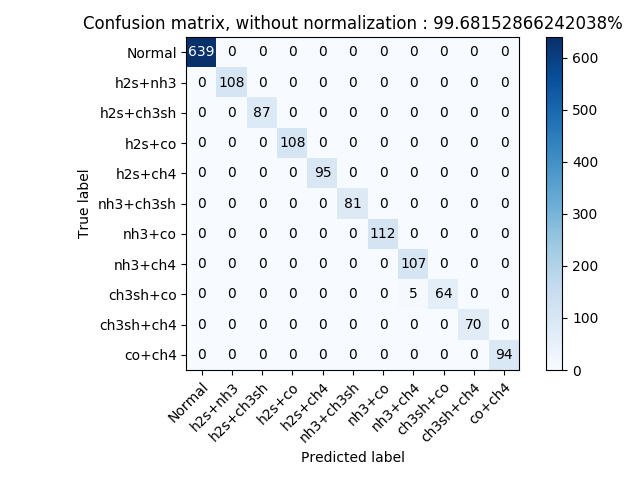 Confusion matrix, without normalization : 99.68152866242038%
Normal 639 0 0 0 0 0 0 0 0 0 0
h2s+nh3 0 108 0 0 0 0 0 0 0 0 0
h2s+ch3sh 0 0 87 0 0 0 0 0 0 0 0
h2s+co 0 0 0 108 0 0 0 0 0 0 0
h2s+ch4 0 0 0 0 95 0 0 0 0 0 0
nh3+ch3sh 0 0 0 0 0 81 0 0 0 0 0
nh3+co 0 0 0 0 0 0 112 0 0 0 0
nh3+ch4 0 0 0 0 0 0 0 107 0 0 0
ch3sh+co 0 0 0 0 0 0 0 5 64 0 0
ch3sh+ch4 0 0 0 0 0 0 0 0 0 70 0
co+ch4 0 0 0 0 0 0 0 0 0 0 94
True label
Normal
h2s+nh3
h2s+ch3sh
h2s+co
h2s+ch4
nh3+ch3sh
nh3+co
nh3+ch4
ch3sh+co
ch3sh+ch4
co+ch4
Predicted label
600
500
400
300
200
100
0